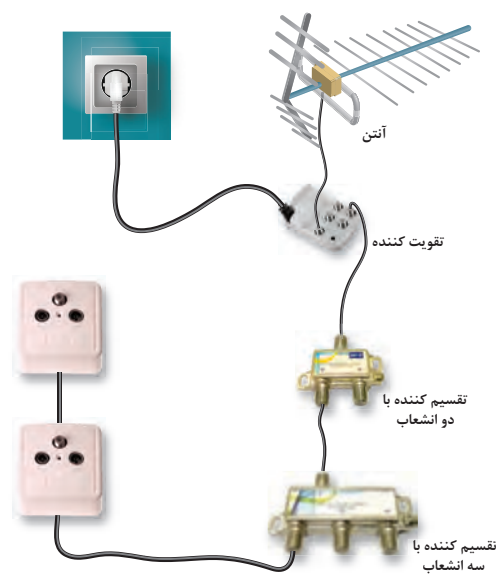 آنتن
تقویت کننده
تقسیم کننده با
دو انشعاب
تقسیم کننده با
سه انشعاب